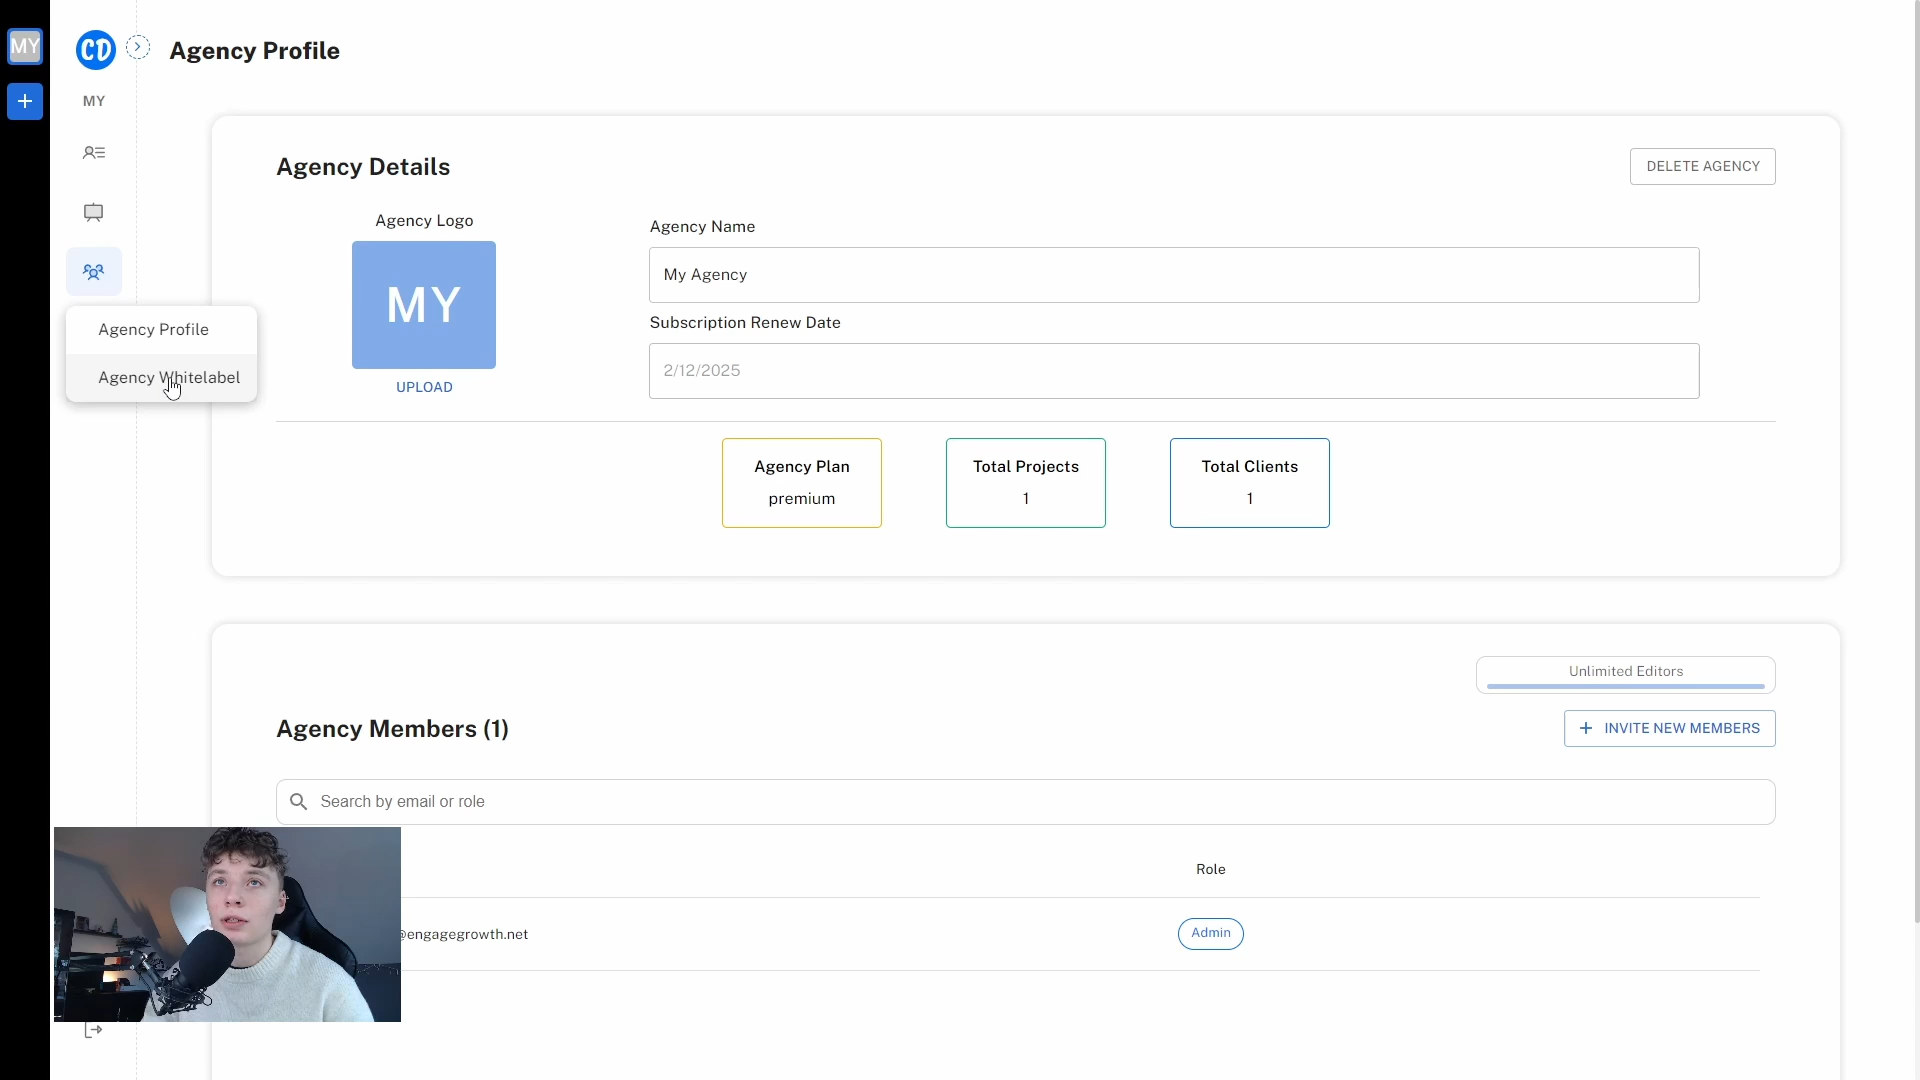 MY
CD
Agency Profile
MY
Agency Profile
Agency Whitelabel
Agency Details
DELETE AGENCY
Agency Logo
MY
UPLOAD
Agency Name
My Agency
Subscription Renew Date
2/12/2025
Agency Plan
premium
Total Projects
1
Total Clients
1
Unlimited Editors
Agency Members (1)
+ INVITE NEW MEMBERS
Search by email or role
Role
@engagegrowth.net
Admin